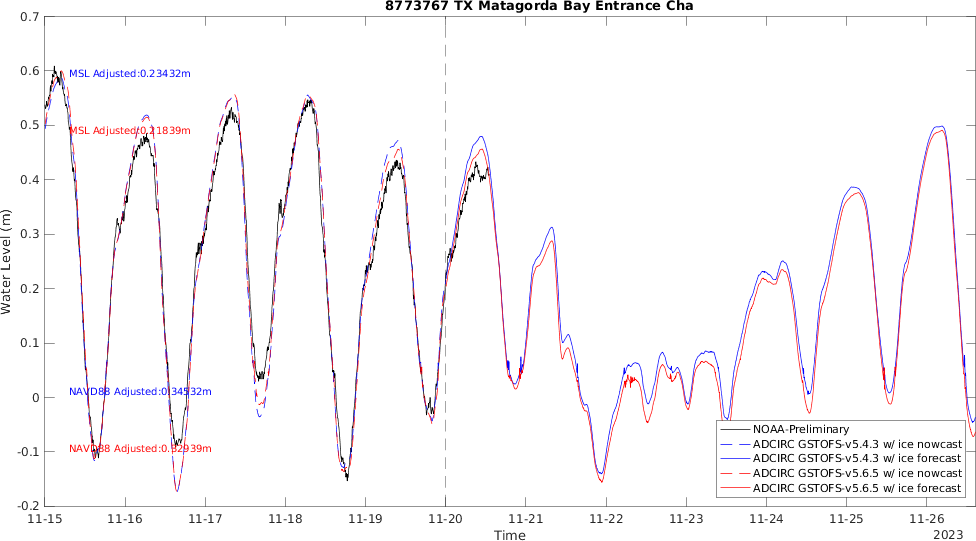 8773767 TX Matagorda Bay Entrance Cha
0.7
0.6
0.5
0.4
0.3
0.2
0.1
0
-0.1
-0.2
Water Level (m)
MSL Adjusted:0.23432m
MSL Adjusted:0.21839m
NAVD88 Adjusted:0.34532m
NAVD88 Adjusted:0.32939m
NOAA-Preliminary
ADCIRC GSTOFS-v5.4.3 w/ ice nowcast
ADCIRC GSTOFS-v5.4.3 w/ ice forecast
ADCIRC GSTOFS-v5.6.5 w/ ice nowcast
ADCIRC GSTOFS-v5.6.5 w/ ice forecast
11-15 11-16 11-17 11-18 11-19 11-20 11-21 11-22 11-23 11-24 11-25 11-26
Time
2023